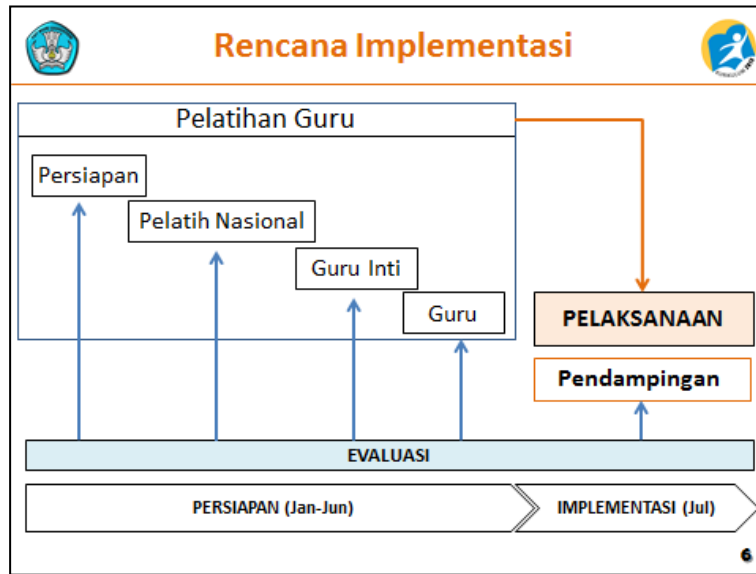 Rencana Implementasi
Pelatihan Guru
Persiapan
Pelatih Nasional
Guru Inti
Guru
PELAKSANAAN
Pendampingan
EVALUASI
PERSIAPAN (Jan-Jun)
IMPLEMENTASI (Jul)
6